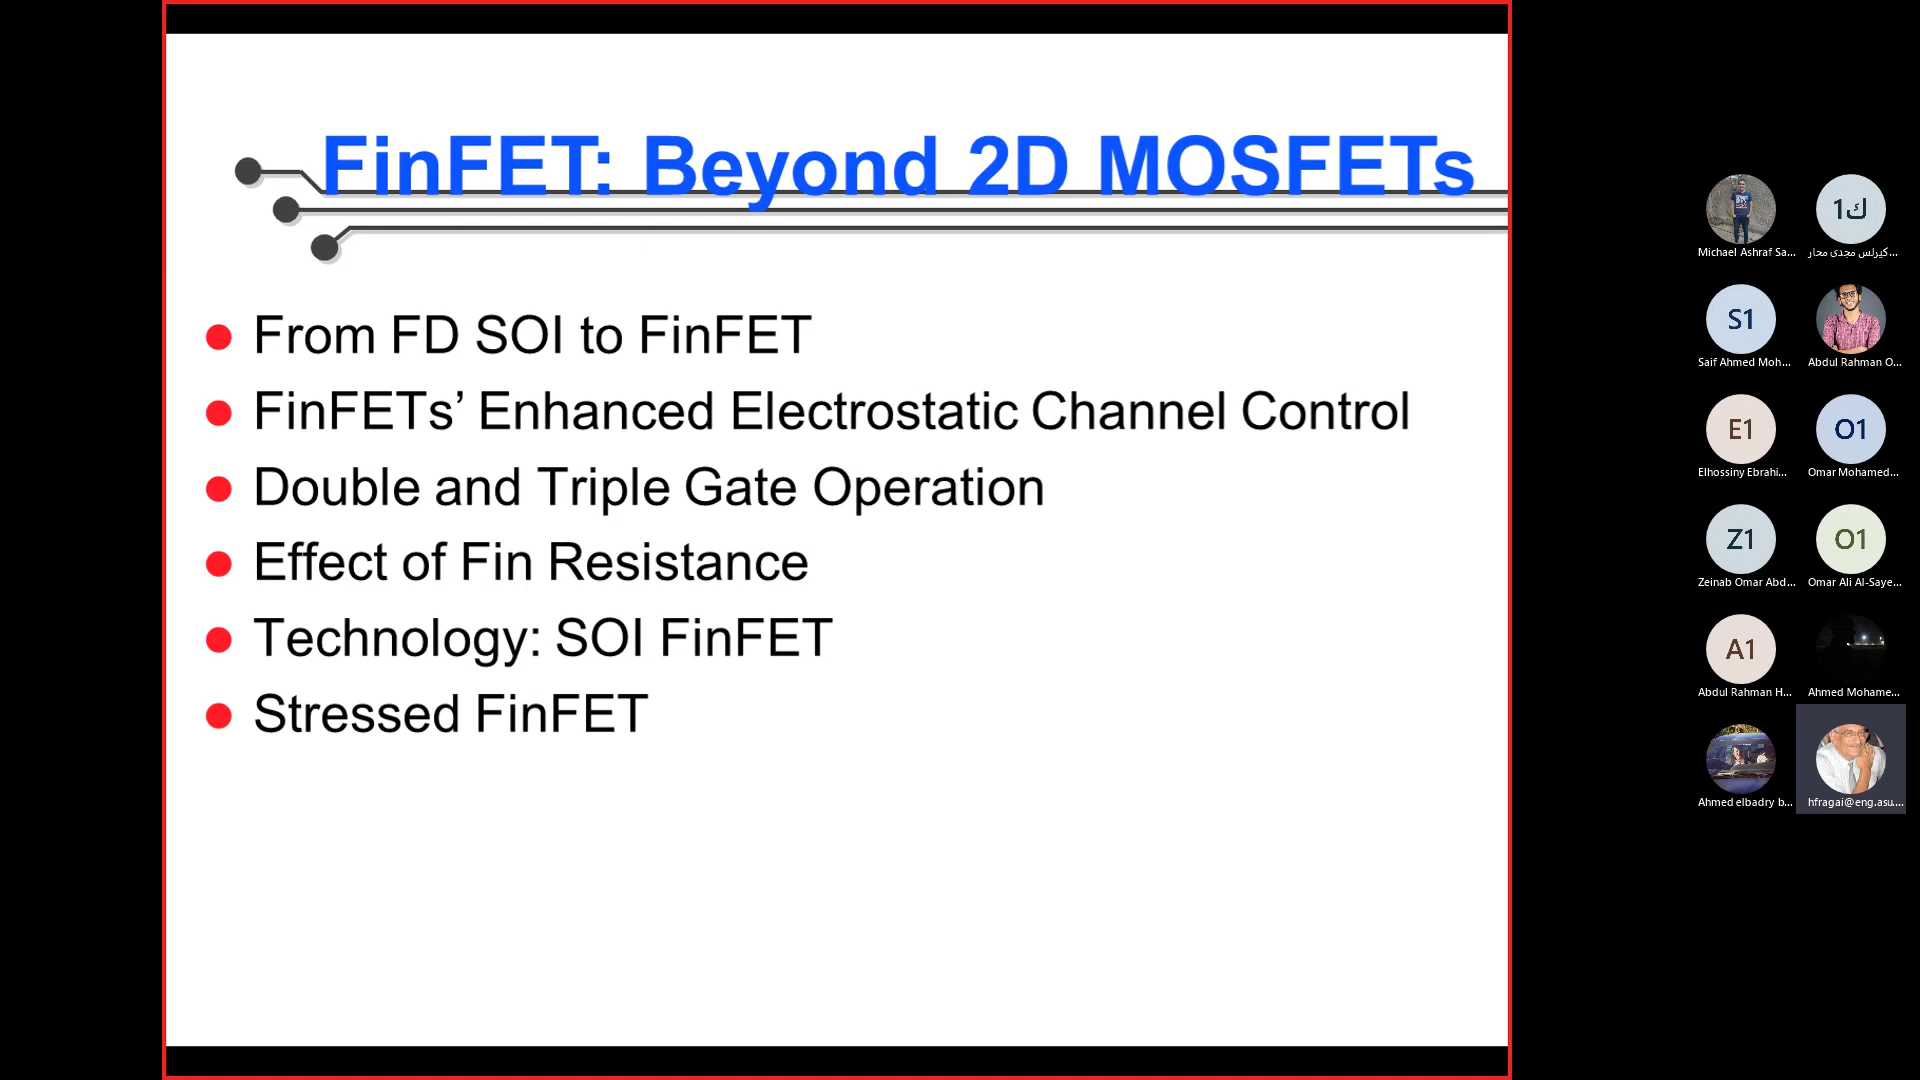 FinFET: Beyond 2D MOSFETs
From FD SOI to FinFET
FinFETs’ Enhanced Electrostatic Channel Control
Double and Triple Gate Operation
Effect of Fin Resistance
Technology: SOI FinFET
Stressed FinFET
ك1
Michael Ashraf Sa...
كيرلس مجدى محار...
S1
Saif Ahmed Moh...
Abdul Rahman O...
E1
O1
Elhossiny Ebrahi...
Omar Mohamed...
Z1
O1
Zeinab Omar Abd...
Omar Ali Al-Saye...
A1
Abdul Rahman H...
Ahmed Mohame...
Ahmed elbadry b...
hfragai@eng.asu....